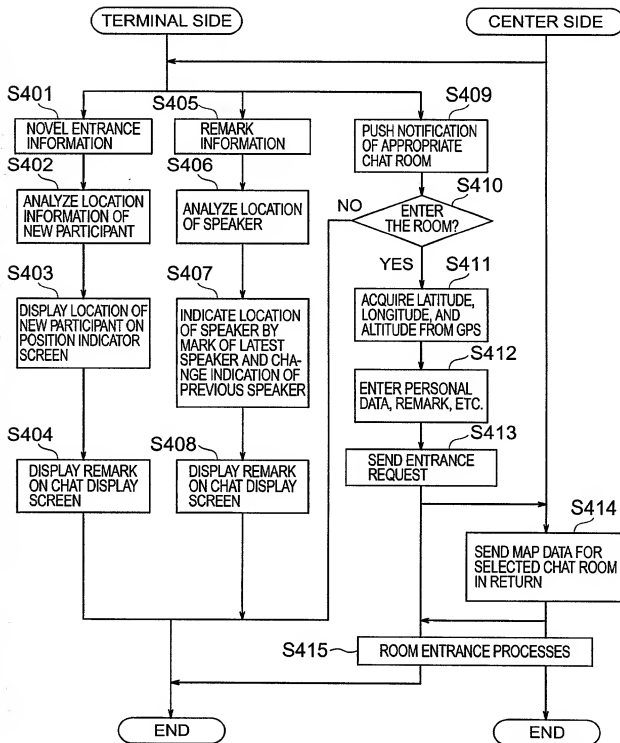 TERMINAL SIDE
CENTER SIDE
S401
NOVEL ENTRANCE
INFORMATION
S402
ANALYZE LOCATION
INFORMATION OF
NEW PARTICIPANT
S403
DISPLAY LOCATION OF
NEW PARTICIPANT ON
POSITION INDICATOR
SCREEN
S404
DISPLAY REMARK
ON CHAT DISPLAY
SCREEN
S405
REMARK
INFORMATION
S406
ANALYZE LOCATION
OF SPEAKER
S407
INDICATE LOCATION
OF SPEAKER BY
MARK OF LATEST
SPEAKER AND CHA-
NGE INDICATION OF
PREVIOUS SPEAKER
S408
DISPLAY REMARK
ON CHAT DISPLAY
SCREEN
S409
PUSH NOTIFICATION
OF APPROPRIATE
CHAT ROOM
S410
ENTER
THE ROOM?
NO
YES
S411
ACQUIRE LATITUDE,
LONGITUDE, AND
ALTITUDE FROM GPS
S412
ENTER PERSONAL
DATA, REMARK, ETC.
S413
SEND ENTRANCE
REQUEST
S414
SEND MAP DATA FOR
SELECTED CHAT ROOM
IN RETURN
S415
ROOM ENTRANCE PROCESSES
END
END